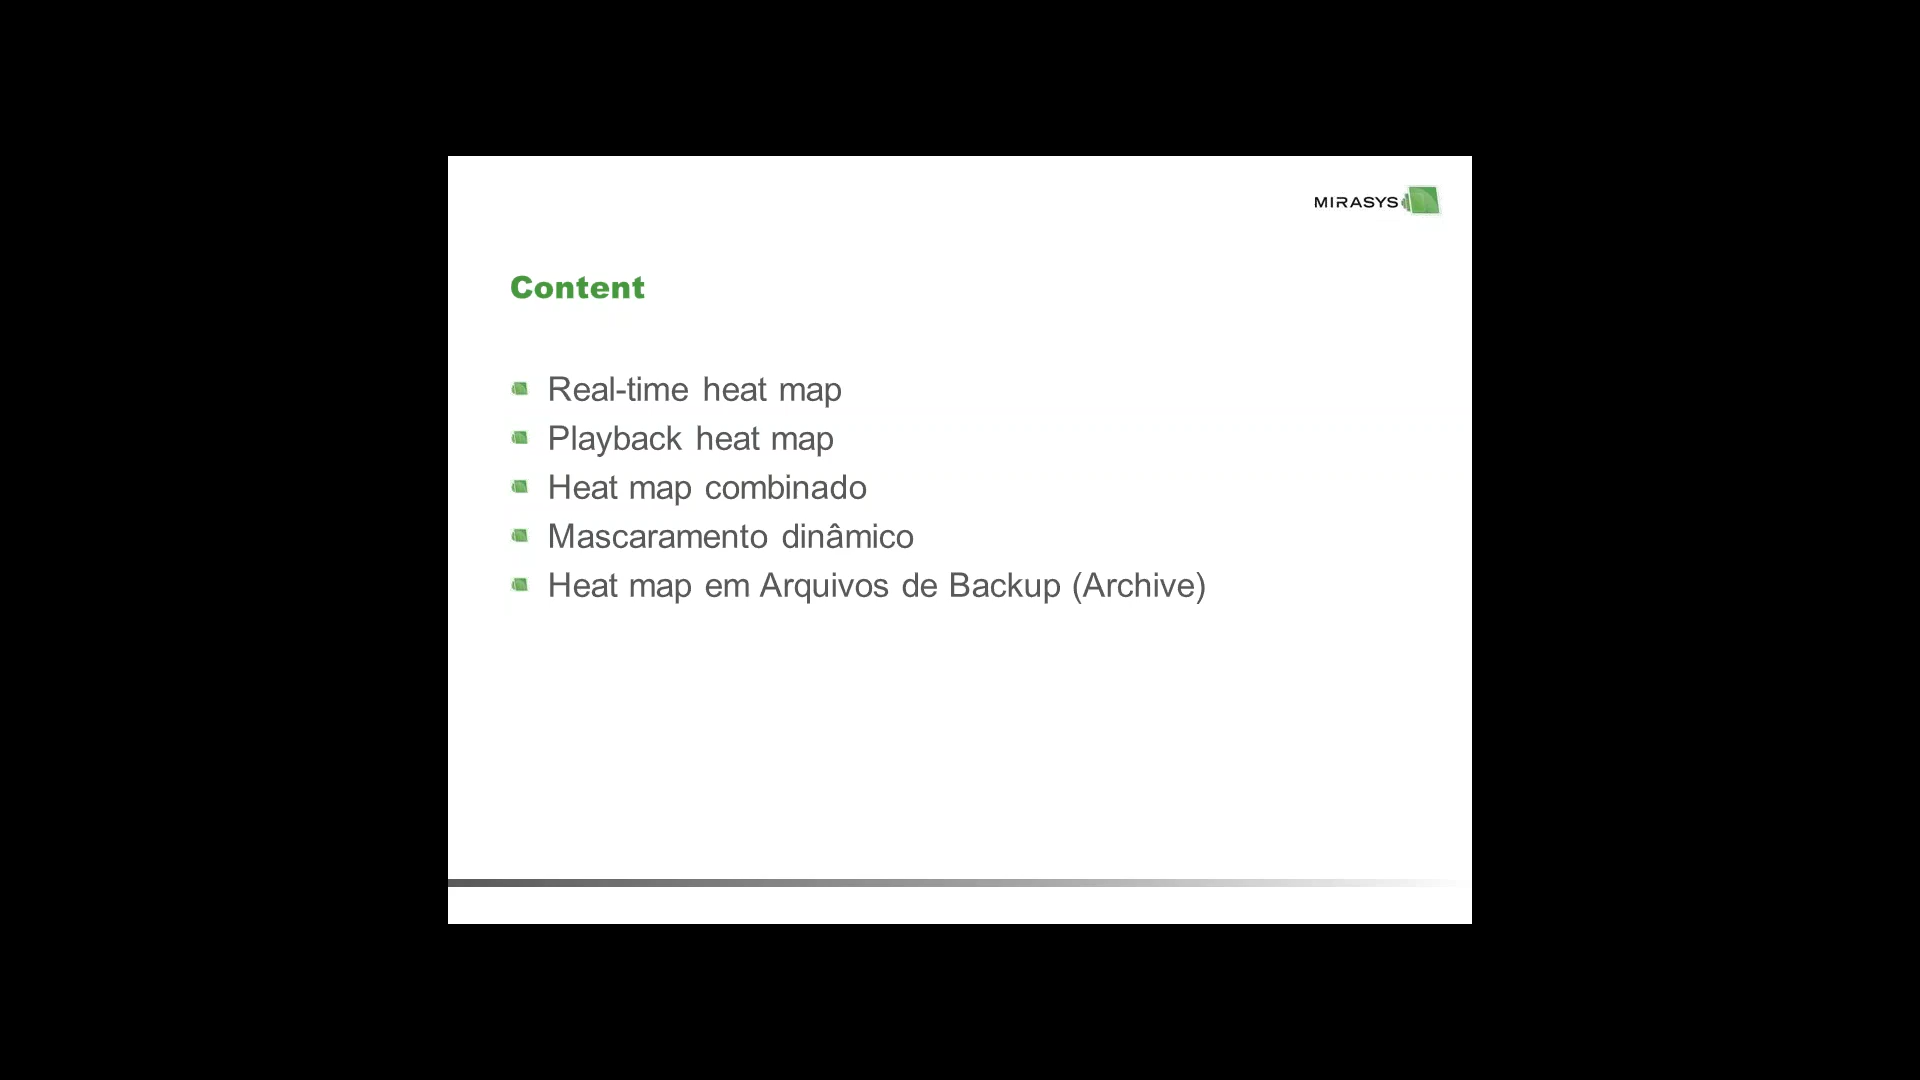 MIRASYS
Content
Real-time heat map
Playback heat map
Heat map combinado
Mascaramento dinâmico
Heat map em Arquivos de Backup (Archive)